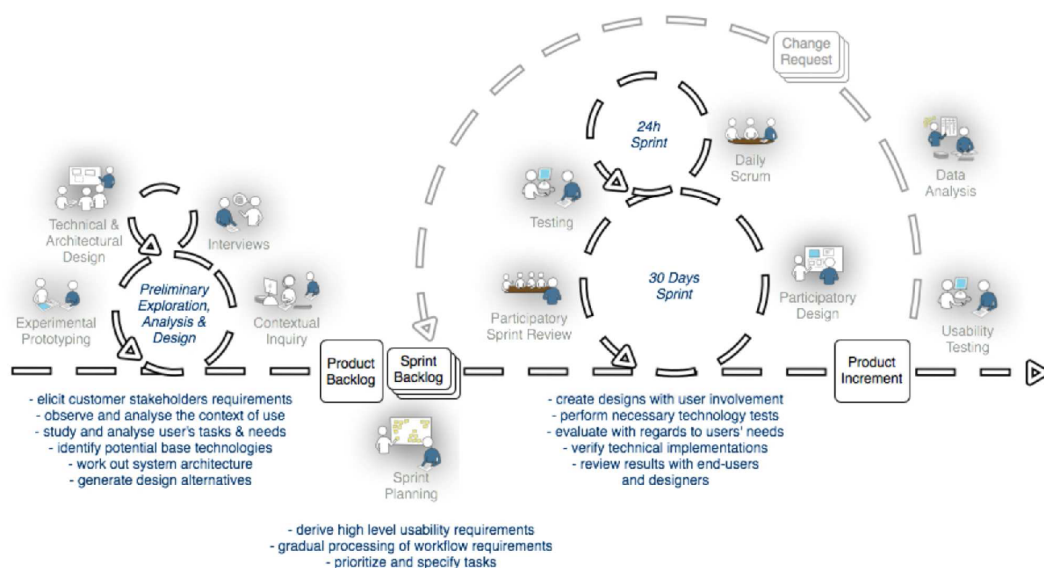 Change
Request
24h
Sprint
Daily
Scrum
Data
Analysis
Testing
Technical &
Architectural
Design
Interviews
Preliminary
Exploration,
Analysis &
Design
Experimental
Prototyping
Contextual
Inquiry
30 Days
Sprint
Participatory
Sprint Review
Participatory
Design
Usability
Testing
Product
Backlog
Sprint
Backlog
Product
Increment
- elicit customer stakeholders requirements
- observe and analyse the context of use
- study and analyse user's tasks & needs
- identify potential base technologies
- work out system architecture
- generate design alternatives
Sprint
Planning
- derive high level usability requirements
- gradual processing of workflow requirements
- prioritize and specify tasks
- create designs with user involvement
- perform necessary technology tests
- evaluate with regards to users' needs
- verify technical implementations
- review results with end-users
and designers